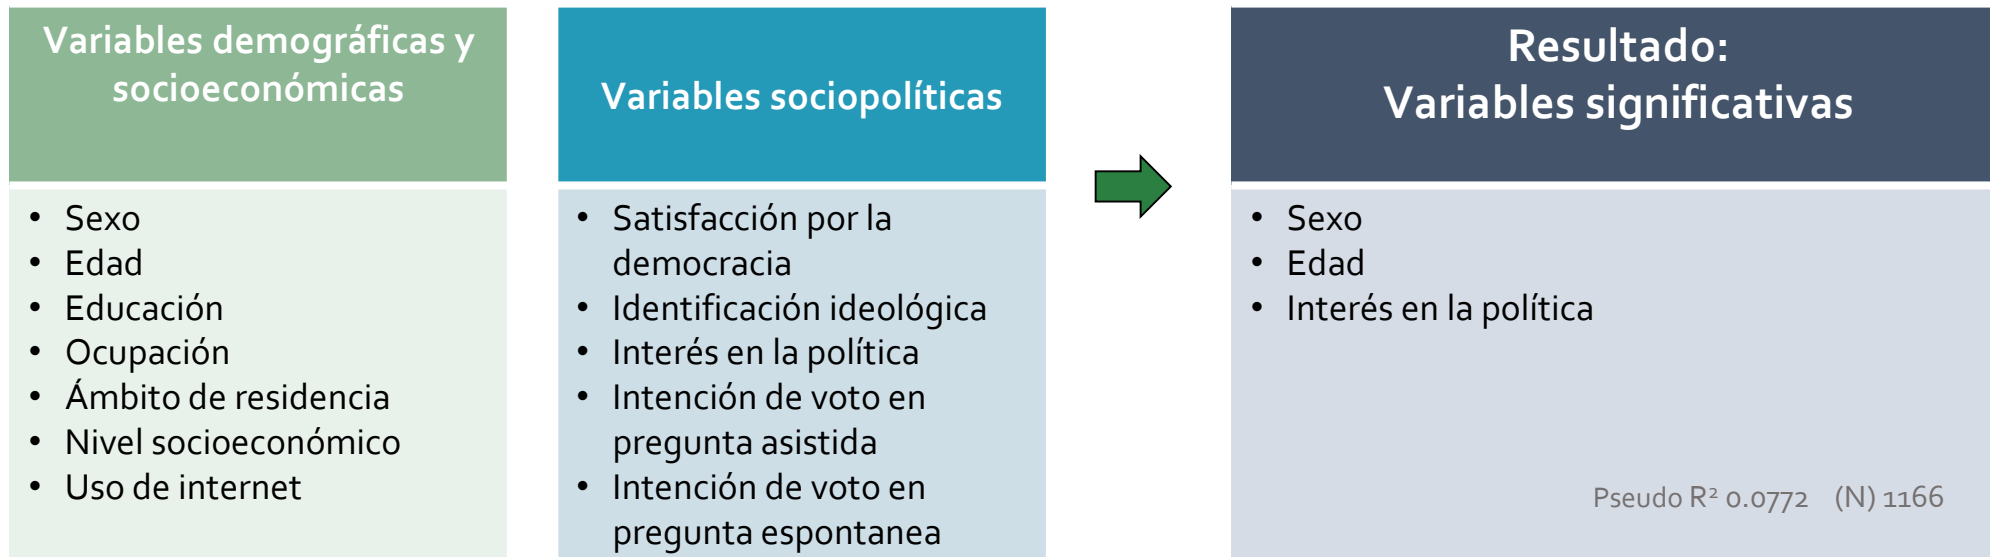 Variables demográficas y
socioeconómicas
• Sexo
• Edad
• Educación
• Ocupación
• Ámbito de residencia
• Nivel socioeconómico
• Uso de internet
Variables sociopolíticas
• Satisfacción por la
democracia
• Identificación ideológica
• Interés en la política
• Intención de voto en
pregunta asistida
• Intención de voto en
pregunta espontanea
Resultado:
Variables significativas
• Sexo
• Edad
• Interés en la política
Pseudo R² 0.0772 (N) 1166